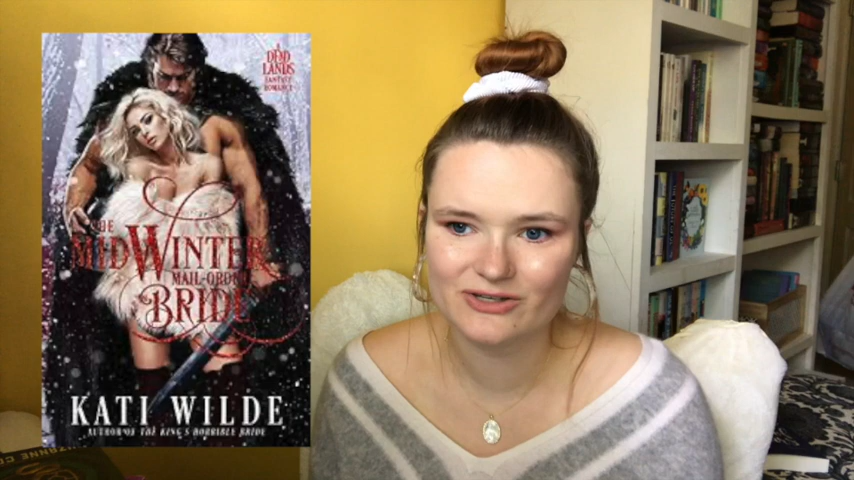 A
DEAD
LANDS
FANTASY
ROMANCE
THE
MIDWINTER
MAIL-ORDER
BRIDE
KATI WILDE
AUTHOR OF THE KING'S HORRIBLE BRIDE